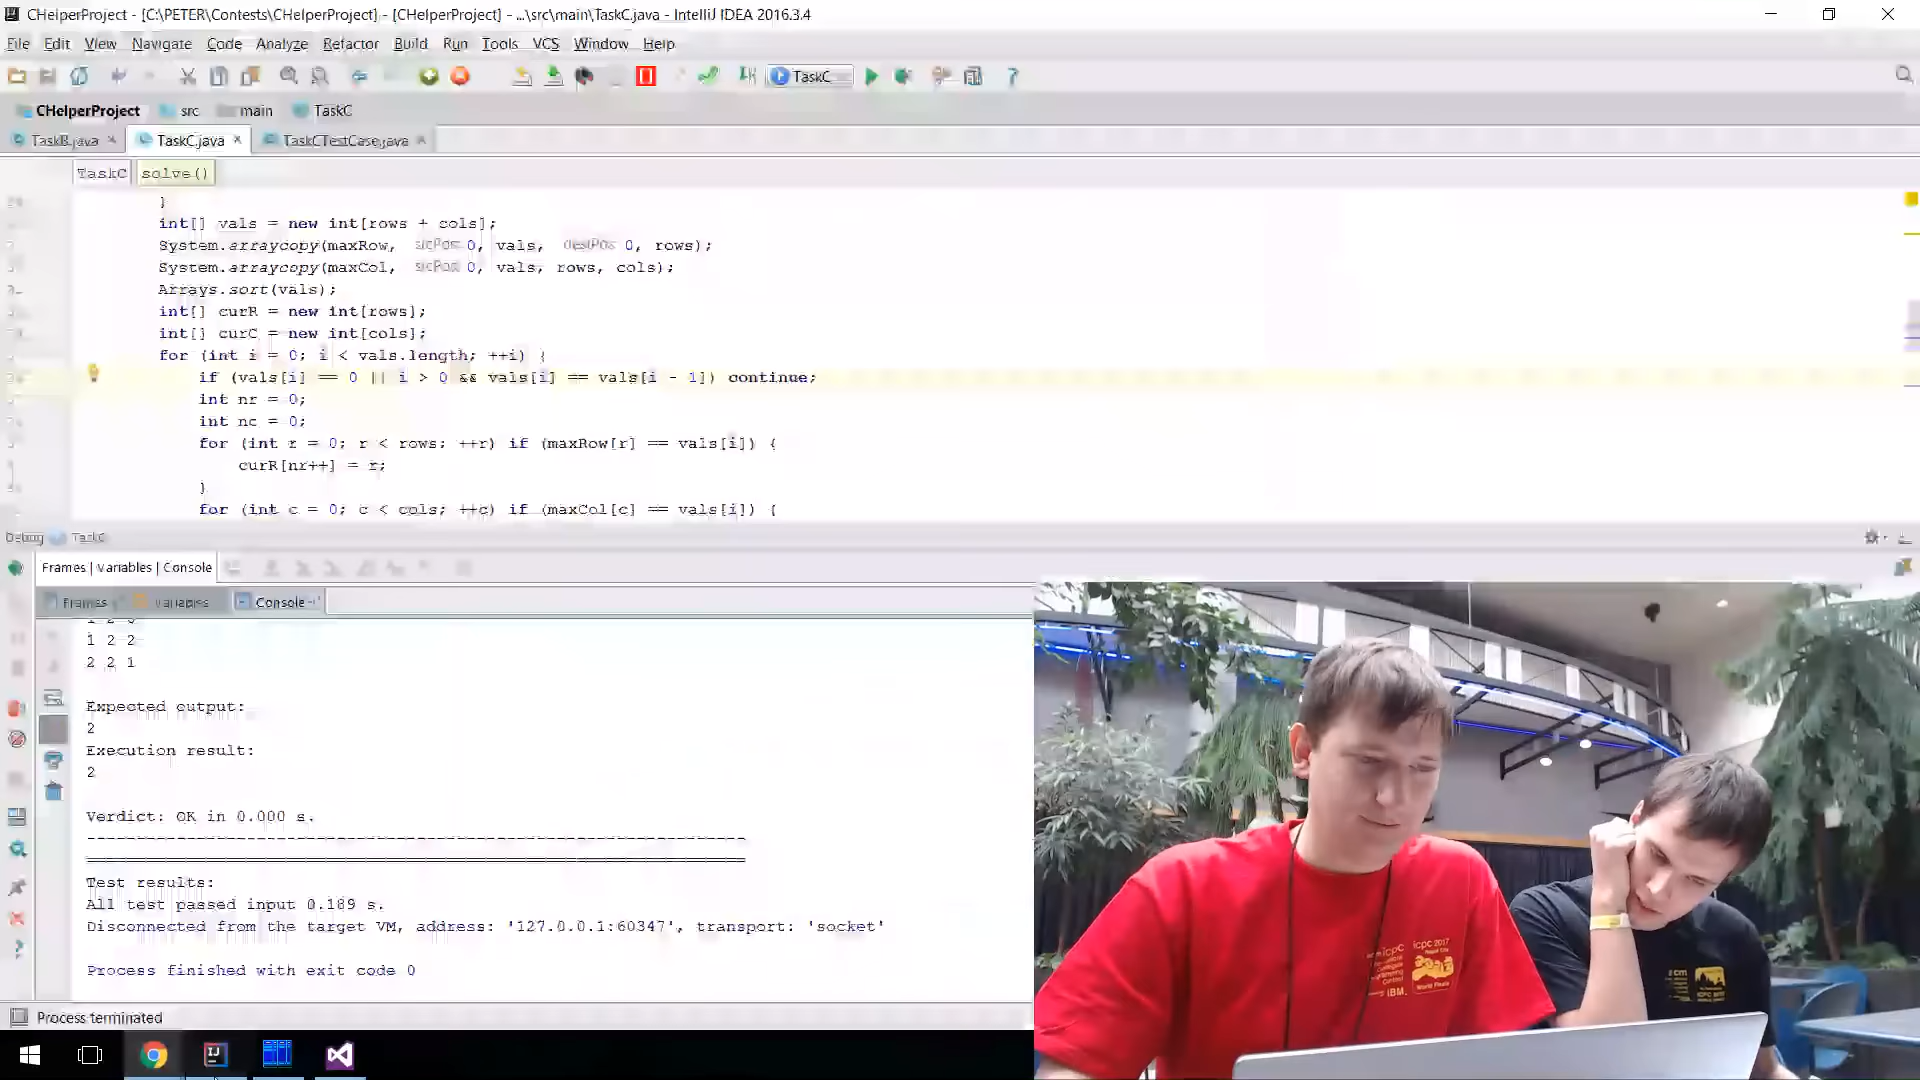 CHelperProject - [C:\PETER\Contests\CHelperProject] - [CHelperProject] - ...\src\main\TaskC.java - IntelliJ IDEA 2016.3.4
File Edit View Navigate Code Analyze Refactor Build Run Tools VCS Window Help
TaskC
CHelperProject src main TaskC
TaskB.java TaskC.java TaskCTestCase.java
TaskC solve()
}
int[] vals = new int[rows + cols];
System.arraycopy(maxRow, srcPos: 0, vals, destPos: 0, rows);
System.arraycopy(maxCol, srcPos: 0, vals, rows, cols);
Arrays.sort(vals);
int[] curR = new int[rows];
int[] curC = new int[cols];
for (int i = 0; i < vals.length; ++i) {
if (vals[i] == 0 || i > 0 && vals[i] == vals[i - 1]) continue;
int nr = 0;
int nc = 0;
for (int r = 0; r < rows; ++r) if (maxRow[r] == vals[i]) {
curR[nr++] = r;
}
for (int c = 0; c < cols; ++c) if (maxCol[c] == vals[i]) {
Debug TaskC
Frames | Variables | Console
Frames Variables Console
1 2 2
2 2 1
Expected output:
2
Execution result:
2
Verdict: OK in 0.000 s.
Test results:
All test passed input 0.189 s.
Disconnected from the target VM, address: '127.0.0.1:60347', transport: 'socket'
Process finished with exit code 0
Process terminated
icpc 2017
IBM.
World Finals